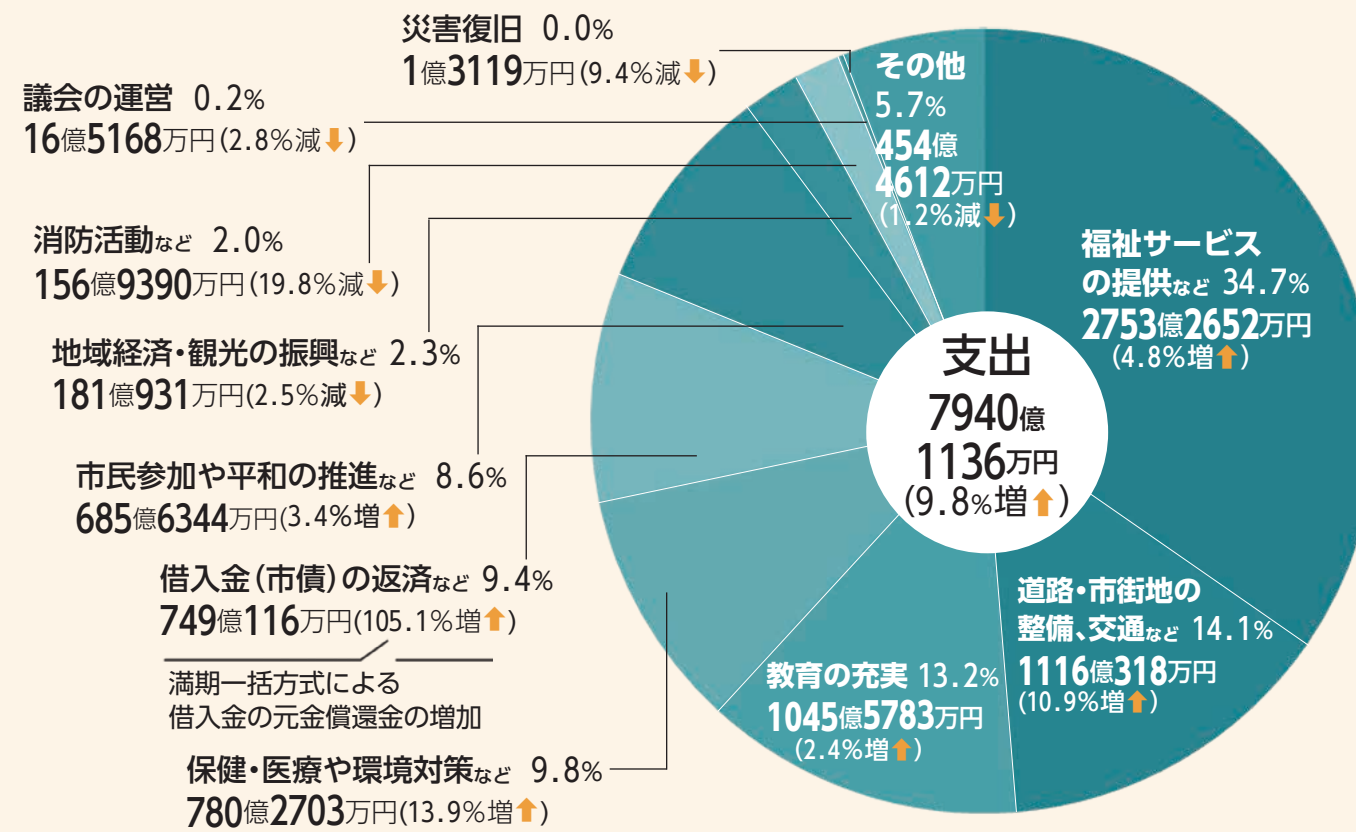 災害復旧 0.0%
1億3119万円(9.4%減⬇)
議会の運営 0.2%
16億5168万円(2.8%減⬇)
消防活動など 2.0%
156億9390万円(19.8%減⬇)
地域経済・観光の振興など 2.3%
181億931万円(2.5%減⬇)
市民参加や平和の推進など 8.6%
685億6344万円(3.4%増⬆)
借入金(市債)の返済など 9.4%
749億116万円(105.1%増⬆)
満期一括方式による
借入金の元金償還金の増加
保健・医療や環境対策など 9.8%
780億2703万円(13.9%増⬆)
その他
5.7%
454億
4612万円
(1.2%減⬇)
福祉サービス
の提供など 34.7%
2753億2652万円
(4.8%増⬆)
支出
7940億
1136万円
(9.8%増⬆)
道路・市街地の
整備、交通など 14.1%
1116億318万円
(10.9%増⬆)
教育の充実 13.2%
1045億5783万円
(2.4%増⬆)